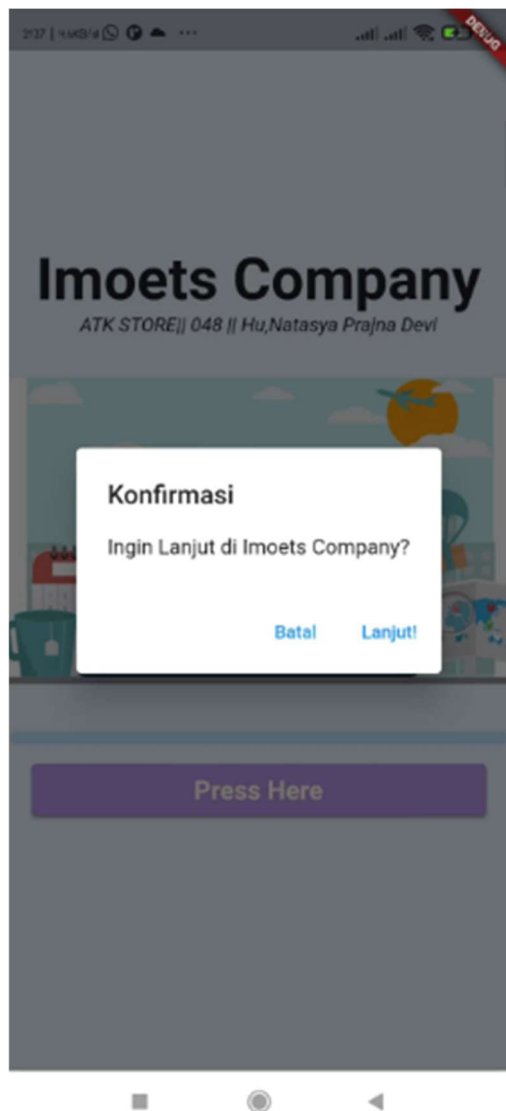 DEBUG
Imoets Company
ATK STORE|| 048 || Hu,Natasya Prajna Devi
Konfirmasi
Ingin Lanjut di Imoets Company?
Batal Lanjut!
Press Here